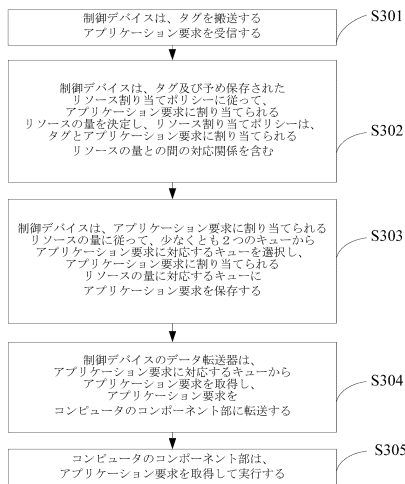 制御デバイスは、タグを搬送する
アプリケーション要求を受信する
S301
制御デバイスは、タグ及び予め保存された
リソース割り当てポリシーに従って、
アプリケーション要求に割り当てられる
リソースの量を決定し、リソース割り当てポリシーは、
タグとアプリケーション要求に割り当てられる
リソースの量との間の対応関係を含む
S302
制御デバイスは、アプリケーション要求に割り当てられる
リソースの量に従って、少なくとも2つのキューから
アプリケーション要求に対応するキューを選択し、
アプリケーション要求に割り当てられる
リソースの量に対応するキューに
アプリケーション要求を保存する
S303
制御デバイスのデータ転送器は、
アプリケーション要求に対応するキューから
アプリケーション要求を取得し、
アプリケーション要求を
コンピュータのコンポーネント部に転送する
S304
コンピュータのコンポーネント部は、
アプリケーション要求を取得して実行する
S305